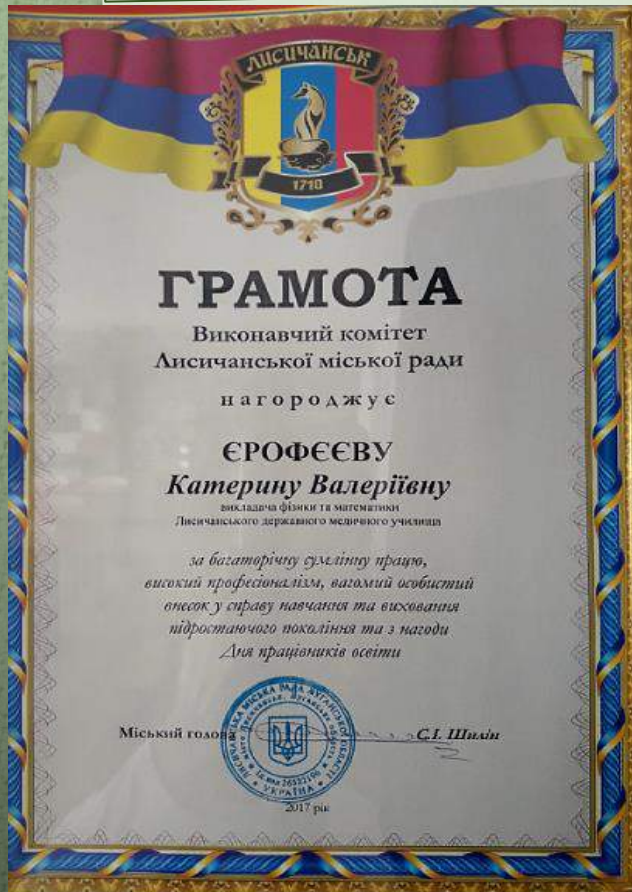 ЛИСИЧАНСЬК
1710
ГРАМОТА
Виконавчий комітет
Лисичанської міської ради
нагороджує
ЄРОФЄЄВУ
Катерину Валеріївну
викладача фізики та математики
Лисичанського державного медичного училища
за багаторічну сумлінну працю,
високий професіоналізм, вагомий особистий
внесок у справу навчання та виховання
підростаючого покоління та з нагоди
Дня працівників освіти
Міський голова С.І. Шилін
УКРАЇНА
2017 рік